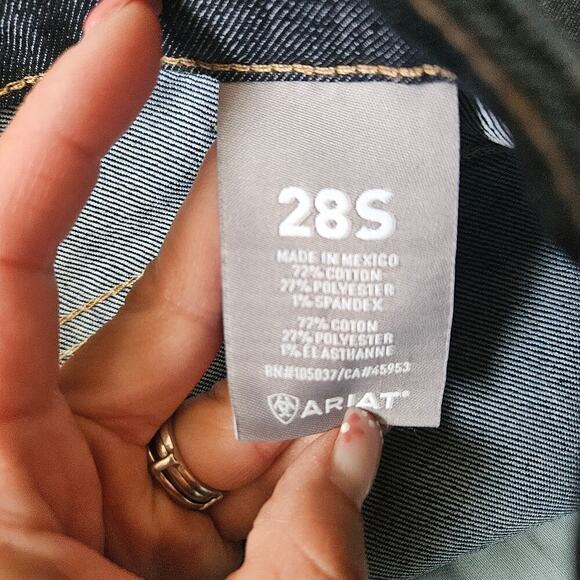 28S
MADE IN MEXICO
72% COTTON
27% POLYESTER
1% SPANDEX
72% COTON
27% POLYESTER
1% ELASTHANNE
RN#105037/CA#45953
ARIAT®